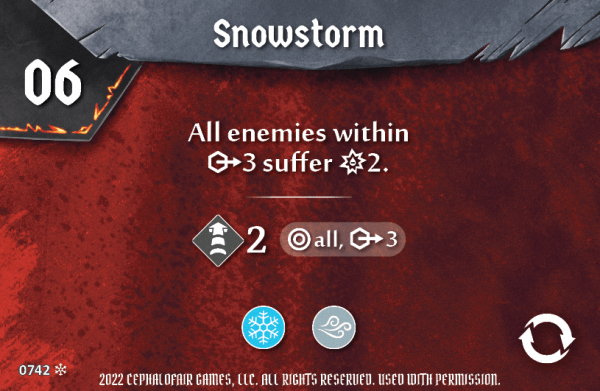 Snowstorm
06
All enemies within
3 suffer 2.
2 all, 3
0742
2022 CEPHALOFAIR GAMES, LLC. ALL RIGHTS RESERVED. USED WITH PERMISSION.